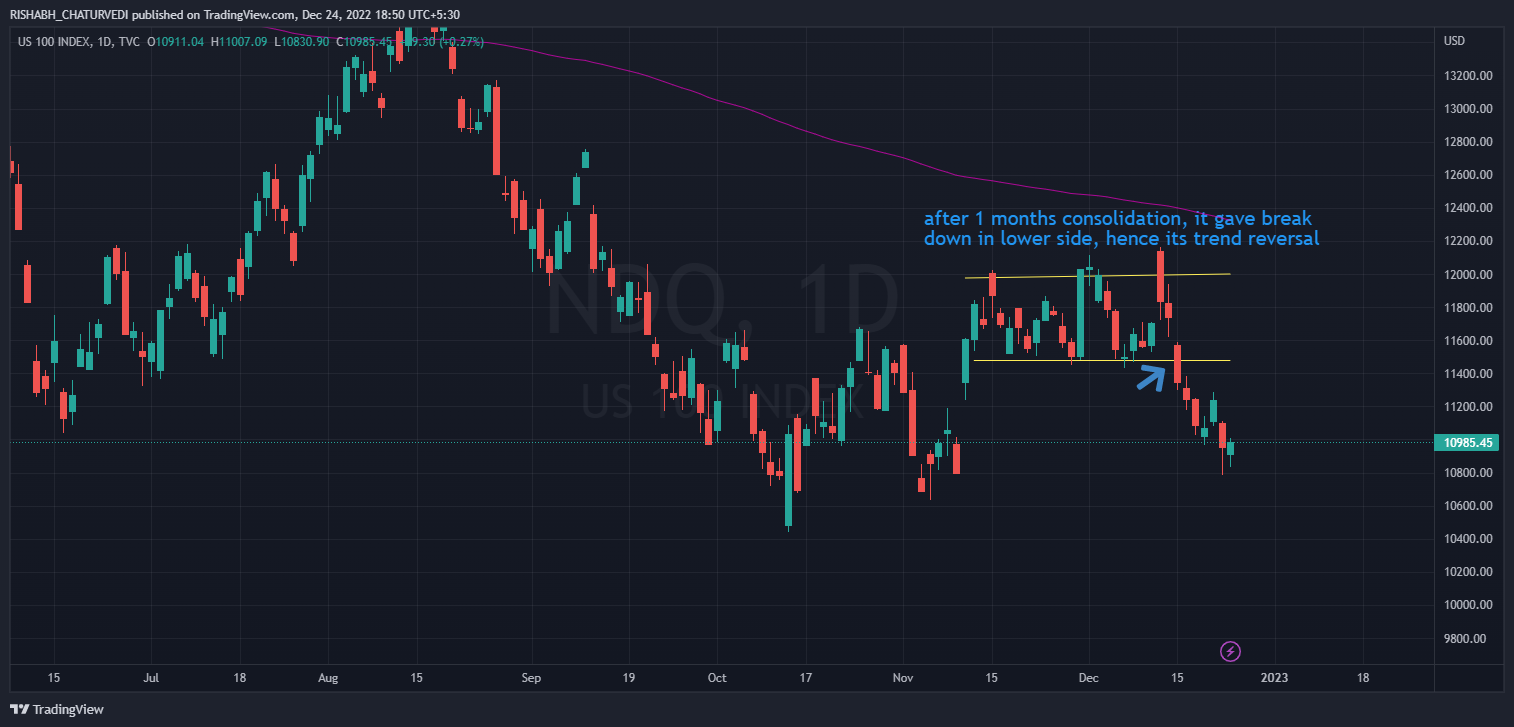 RISHABH_CHATURVEDI published on TradingView.com, Dec 24, 2022 18:50 UTC+5:30
US 100 INDEX, 1D, TVC O10911.04 H11007.09 L10830.90 C10985.45 +29.30 (+0.27%)
USD
13200.00
13000.00
12800.00
12600.00
12400.00
after 1 months consolidation, it gave break
down in lower side, hence its trend reversal
12200.00
NDQ, 1D
12000.00
11800.00
11600.00
US 100 INDEX
11400.00
11200.00
10985.45
10800.00
10600.00
10400.00
10200.00
10000.00
9800.00
15 Jul 18 Aug 15 Sep 19 Oct 17 Nov 15 Dec 15 2023 18
TradingView